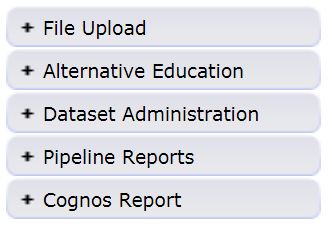 + File Upload
+ Alternative Education
+ Dataset Administration
+ Pipeline Reports
+ Cognos Report